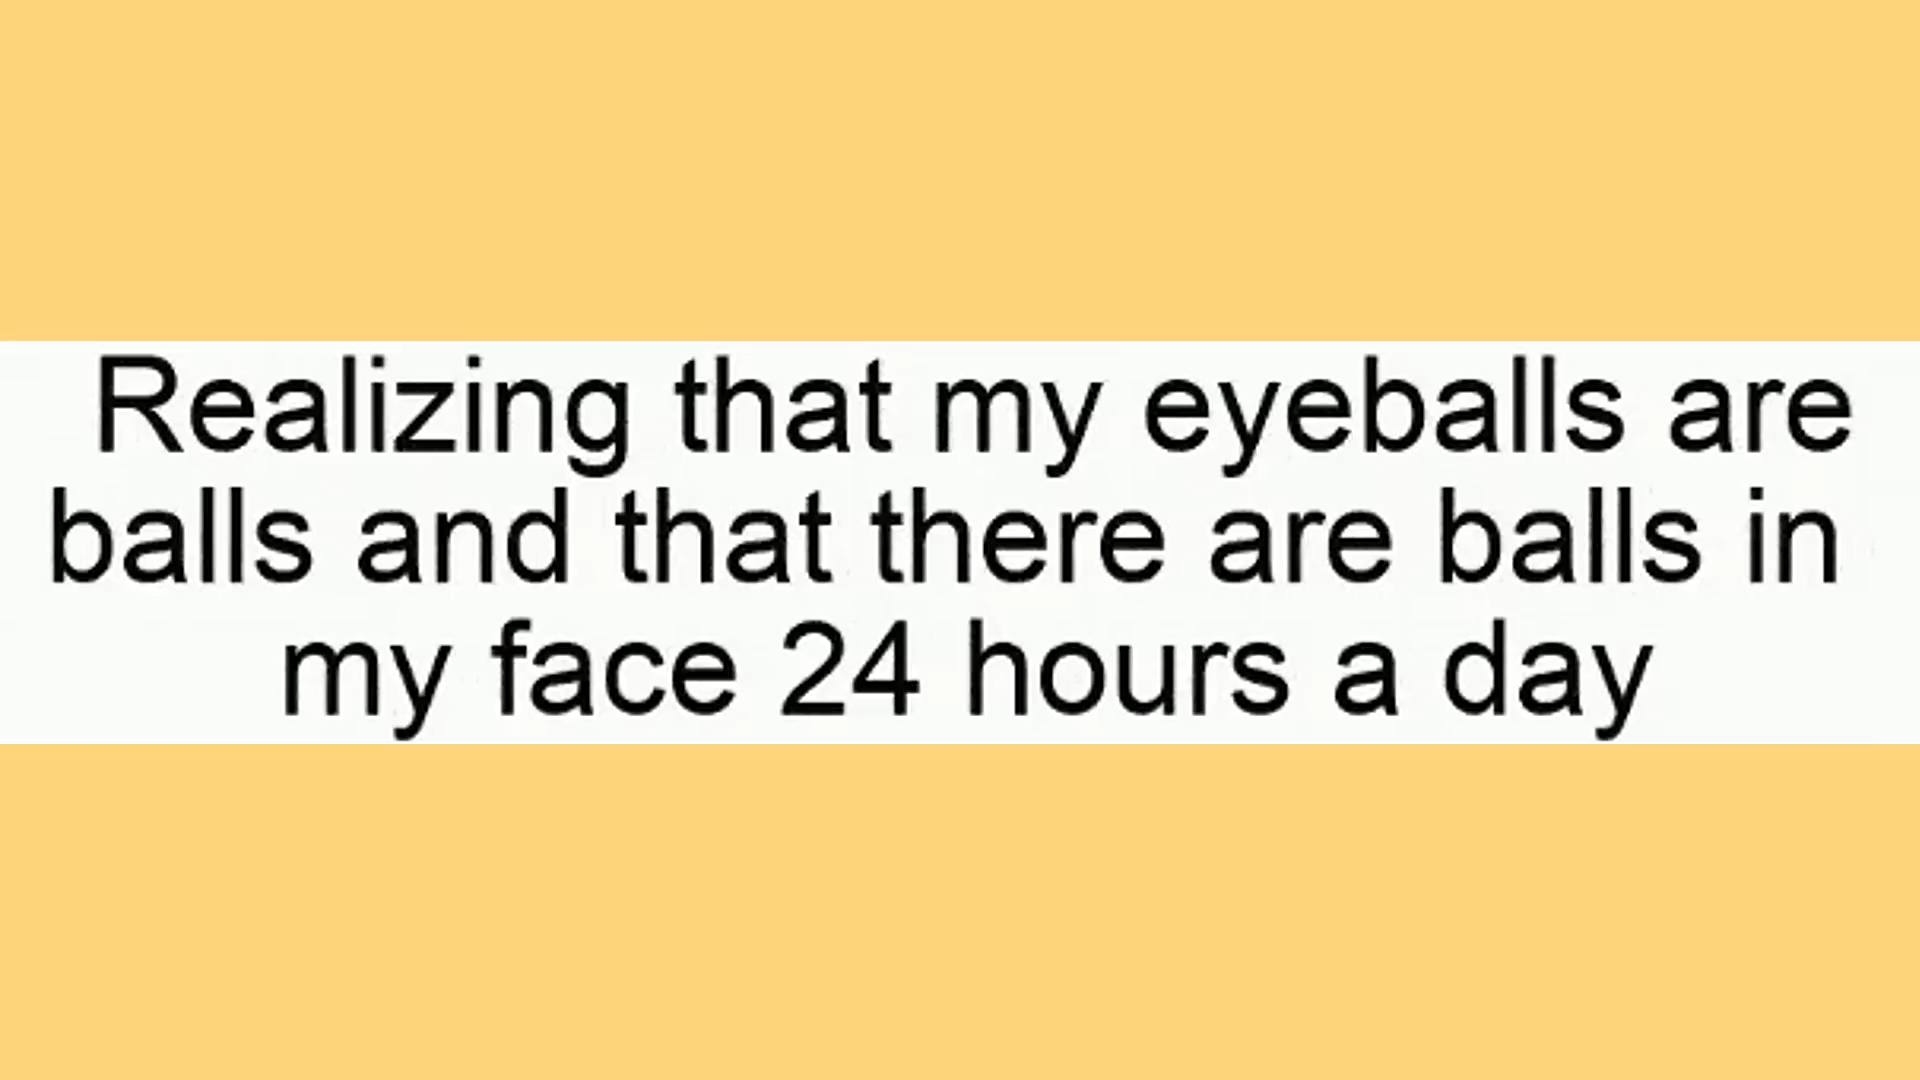 Realizing that my eyeballs are
balls and that there are balls in
my face 24 hours a day